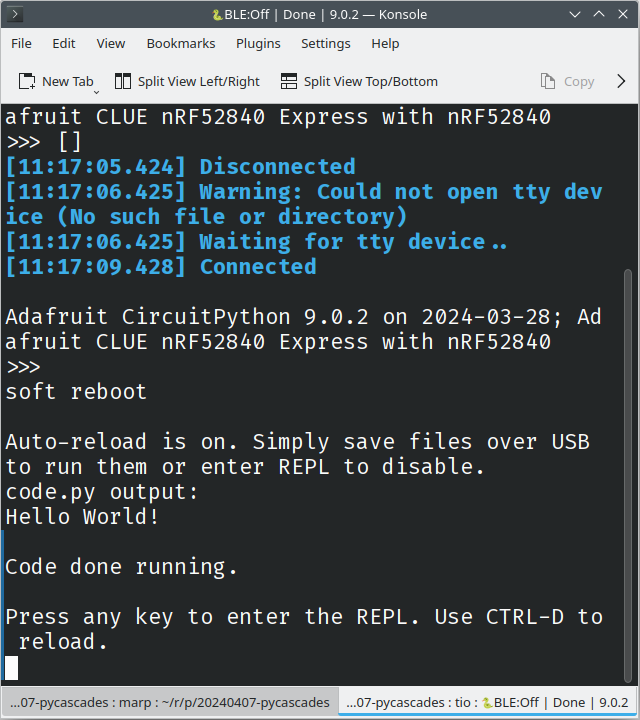 🐍BLE:Off | Done | 9.0.2 — Konsole
File Edit View Bookmarks Plugins Settings Help
New Tab Split View Left/Right Split View Top/Bottom Copy
afruit CLUE nRF52840 Express with nRF52840
>>> []
[11:17:05.424] Disconnected
[11:17:06.425] Warning: Could not open tty dev
ice (No such file or directory)
[11:17:06.425] Waiting for tty device..
[11:17:09.428] Connected
Adafruit CircuitPython 9.0.2 on 2024-03-28; Ad
afruit CLUE nRF52840 Express with nRF52840
>>>
soft reboot
Auto-reload is on. Simply save files over USB
to run them or enter REPL to disable.
code.py output:
Hello World!
Code done running.
Press any key to enter the REPL. Use CTRL-D to
 reload.
...07-pycascades : marp : ~/r/p/20240407-pycascades ...07-pycascades : tio : 🐍BLE:Off | Done | 9.0.2